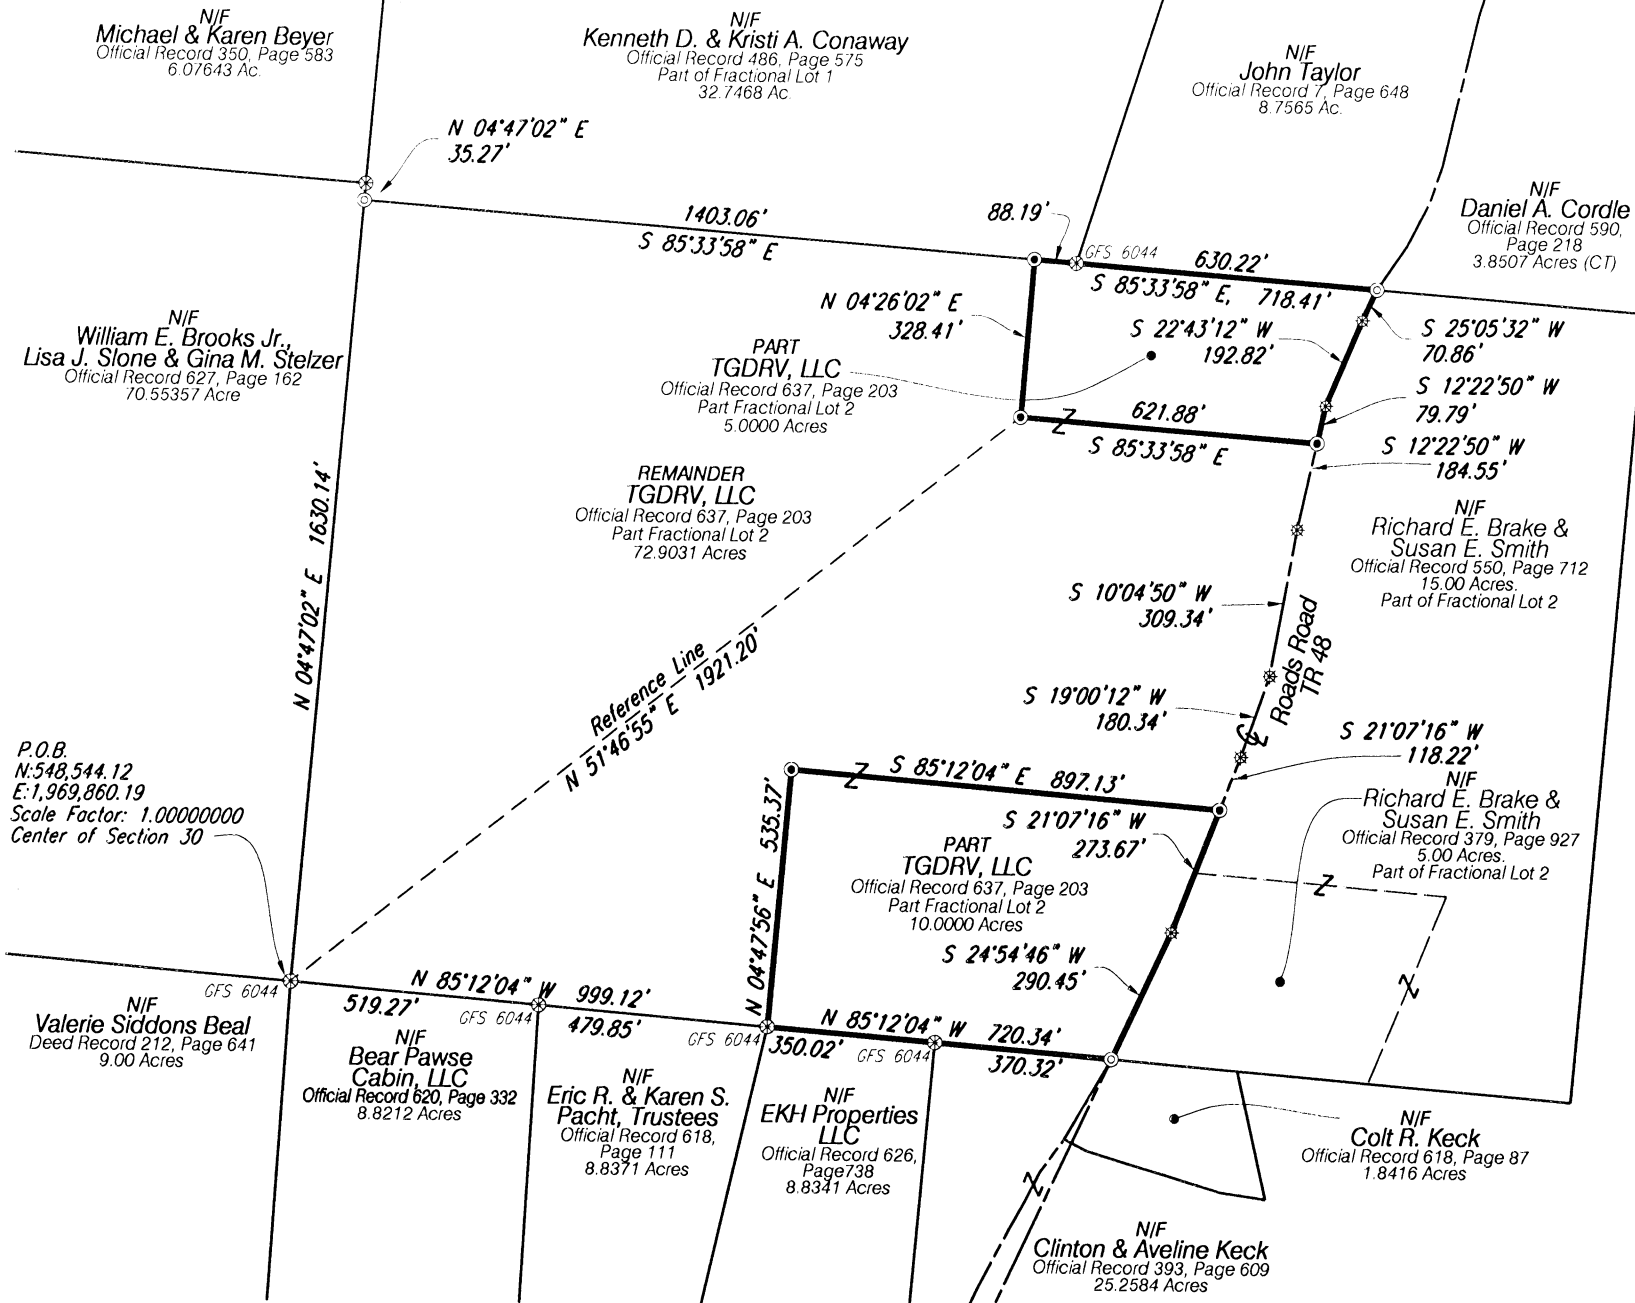 N/F
Michael & Karen Beyer
Official Record 350, Page 583
6.07643 Ac.
N/F
Kenneth D. & Kristi A. Conaway
Official Record 486, Page 575
Part of Fractional Lot 1
32.7468 Ac.
N/F
John Taylor
Official Record 7, Page 648
8.7565 Ac.
N 04°47'02" E
35.27'
N/F
Daniel A. Cordle
Official Record 590,
Page 218
3.8507 Acres (CT)
1403.06'
S 85°33'58" E
88.19'
GFS 6044
630.22'
S 85°33'58" E, 718.41'
N 04°26'02" E
328.41'
S 22°43'12" W
192.82'
S 25°05'32" W
70.86'
S 12°22'50" W
79.79'
S 12°22'50" W
184.55'
N/F
William E. Brooks Jr.,
Lisa J. Slone & Gina M. Stelzer
Official Record 627, Page 162
70.55357 Acre
PART
TGDRV, LLC
Official Record 637, Page 203
Part Fractional Lot 2
5.0000 Acres
Z
621.88'
S 85°33'58" E
REMAINDER
TGDRV, LLC
Official Record 637, Page 203
Part Fractional Lot 2
72.9031 Acres
N/F
Richard E. Brake &
Susan E. Smith
Official Record 550, Page 712
15.00 Acres.
Part of Fractional Lot 2
N 04°47'02" E 1630.14'
S 10°04'50" W
309.34'
Reference Line
N 51°46'55" E 1921.20'
Roads Road
TR 48
S 19°00'12" W
180.34'
S 21°07'16" W
118.22'
P.O.B.
N:548,544.12
E:1,969,860.19
Scale Factor: 1.00000000
Center of Section 30
Z
S 85°12'04" E 897.13'
N 04°47'56" E 535.37'
S 21°07'16" W
273.67'
PART
TGDRV, LLC
Official Record 637, Page 203
Part Fractional Lot 2
10.0000 Acres
S 24°54'46" W
290.45'
N/F
Richard E. Brake &
Susan E. Smith
Official Record 379, Page 927
5.00 Acres.
Part of Fractional Lot 2
Z
Z
GFS 6044
N 85°12'04" W 999.12'
519.27'
GFS 6044
479.85'
GFS 6044
N 85°12'04" W 720.34'
350.02'
GFS 6044
370.32'
N/F
Valerie Siddons Beal
Deed Record 212, Page 641
9.00 Acres
N/F
Bear Pawse
Cabin, LLC
Official Record 620, Page 332
8.8212 Acres
N/F
Eric R. & Karen S.
Pacht, Trustees
Official Record 618,
Page 111
8.8371 Acres
N/F
EKH Properties
LLC
Official Record 626,
Page738
8.8341 Acres
Z
N/F
Colt R. Keck
Official Record 618, Page 87
1.8416 Acres
N/F
Clinton & Aveline Keck
Official Record 393, Page 609
25.2584 Acres